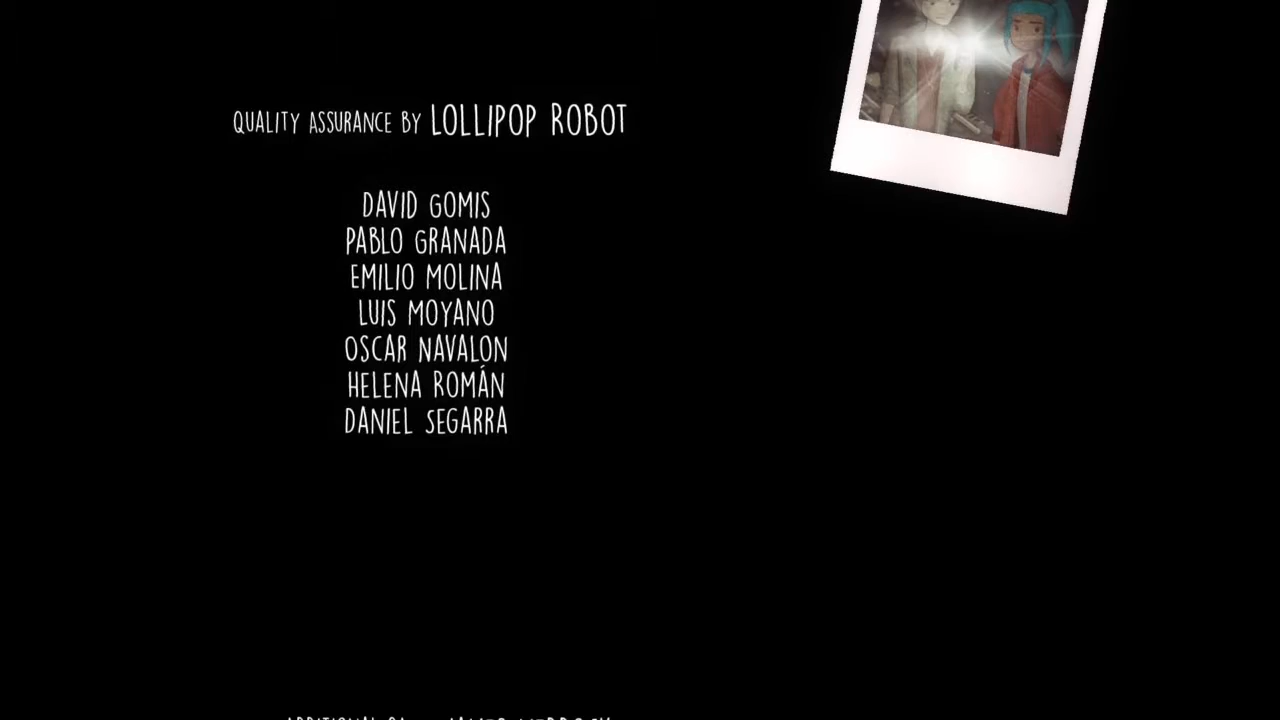 QUALITY ASSURANCE BY LOLLIPOP ROBOT
DAVID GOMIS
PABLO GRANADA
EMILIO MOLINA
LUIS MOYANO
OSCAR NAVALON
HELENA ROMÁN
DANIEL SEGARRA
ADDITIONAL